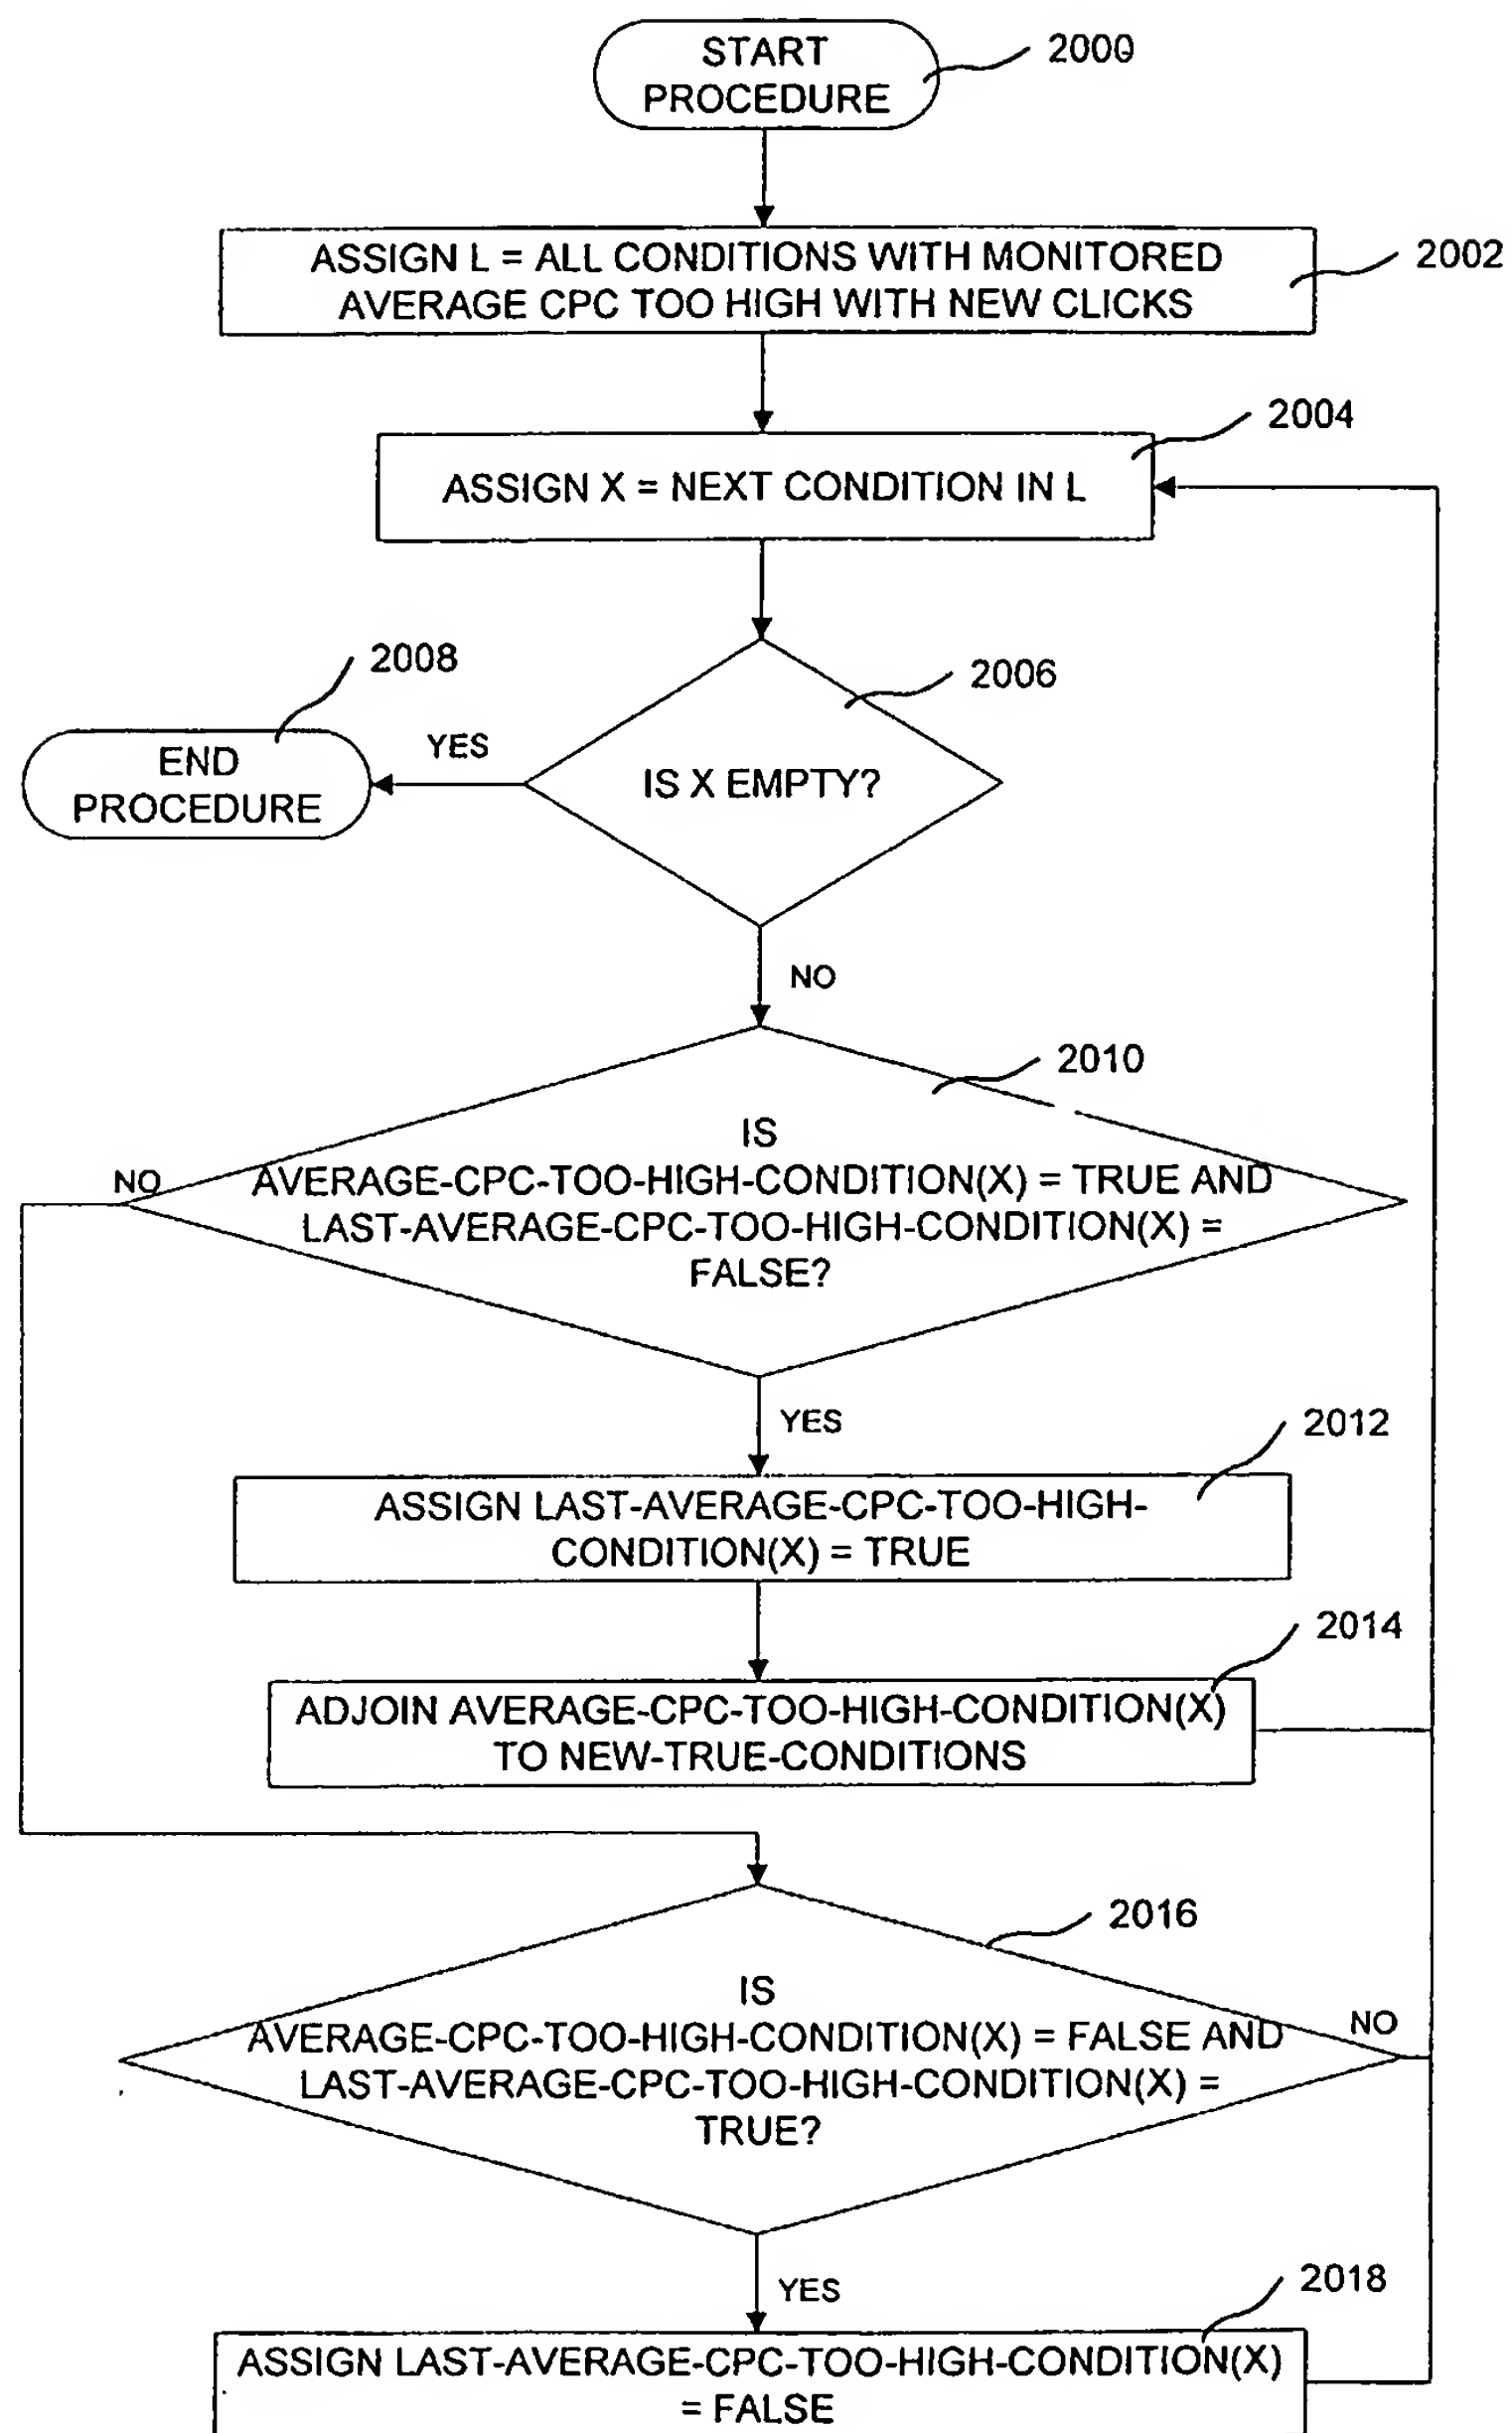 START
PROCEDURE
2000
ASSIGN L = ALL CONDITIONS WITH MONITORED
AVERAGE CPC TOO HIGH WITH NEW CLICKS
2002
2004
ASSIGN X = NEXT CONDITION IN L
2008
2006
END
PROCEDURE
YES
IS X EMPTY?
NO
2010
NO
IS
AVERAGE-CPC-TOO-HIGH-CONDITION(X) = TRUE AND
LAST-AVERAGE-CPC-TOO-HIGH-CONDITION(X) =
FALSE?
YES
2012
ASSIGN LAST-AVERAGE-CPC-TOO-HIGH-
CONDITION(X) = TRUE
2014
ADJOIN AVERAGE-CPC-TOO-HIGH-CONDITION(X)
TO NEW-TRUE-CONDITIONS
2016
IS
AVERAGE-CPC-TOO-HIGH-CONDITION(X) = FALSE AND
LAST-AVERAGE-CPC-TOO-HIGH-CONDITION(X) =
TRUE?
NO
YES
2018
ASSIGN LAST-AVERAGE-CPC-TOO-HIGH-CONDITION(X)
= FALSE